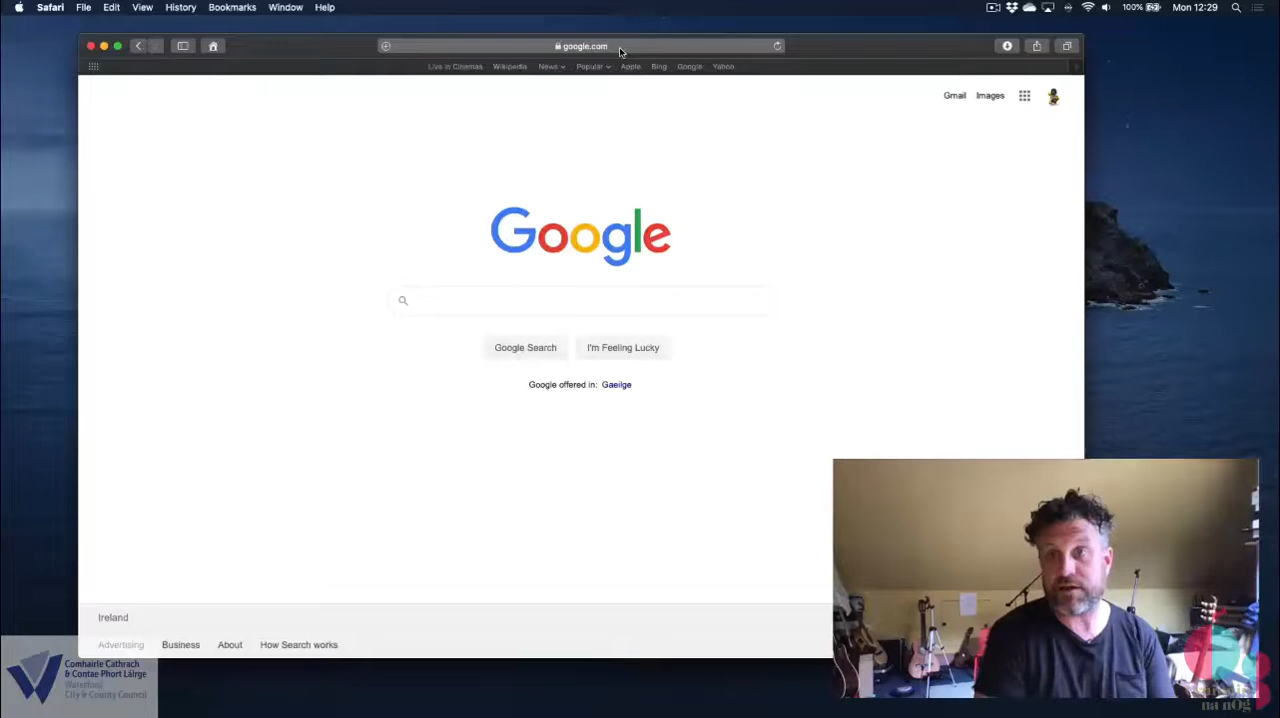 Safari File Edit View History Bookmarks Window Help 100% Mon 12:29
google.com
Live in Cinemas Wikipedia News Popular Apple Bing Google Yahoo
Gmail Images
Google
Google Search I'm Feeling Lucky
Google offered in: Gaeilge
Ireland
Advertising Business About How Search works
Comhairle Cathrach
& Contae Phort Láirge
Waterford
City & County Council
na nÓg